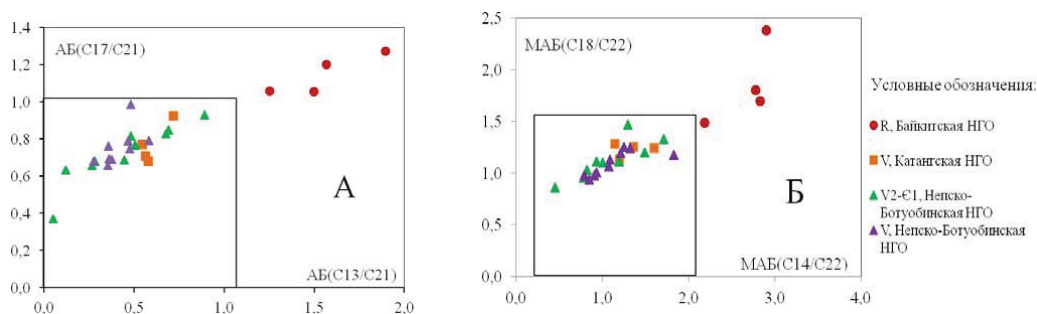 1,4
1,2
1,0
0,8
0,6
0,4
0,2
0,0
0,0 0,5 1,0 1,5 2,0
АБ(С17/С21)
А
АБ(С13/С21)
2,5
2,0
1,5
1,0
0,5
0,0
0,0 1,0 2,0 3,0 4,0
МАБ(С18/С22)
Б
МАБ(С14/С22)
Условные обозначения:
R, Байкитская НГО
V, Катангская НГО
V2-Є1, Непско-
Ботуобинская НГО
V, Непско-Ботуобинская
НГО